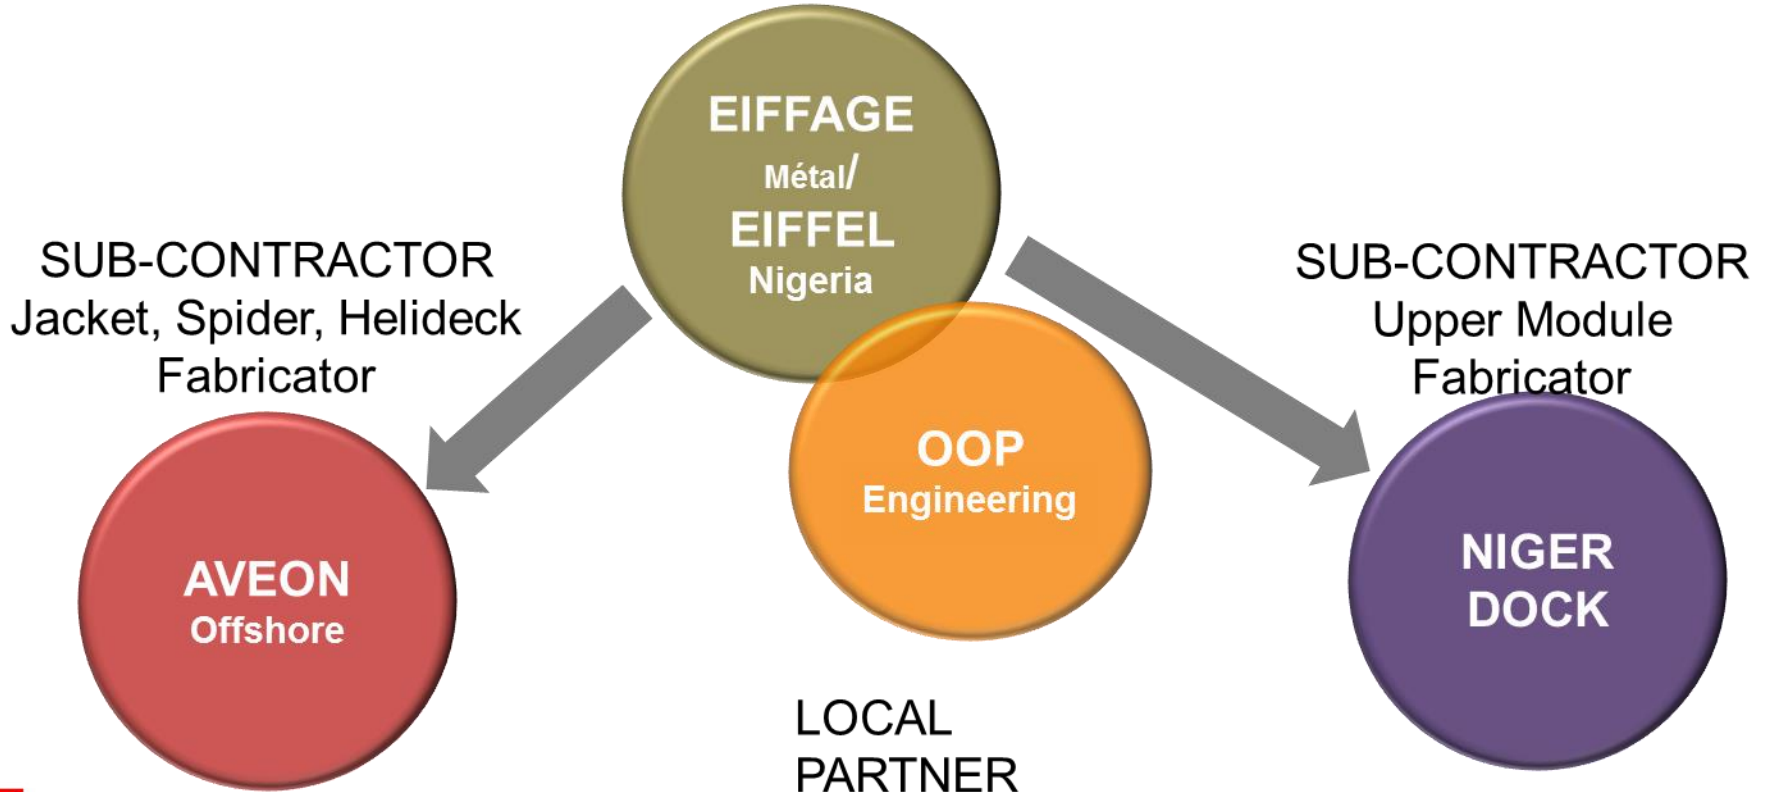 EIFFAGE
Métal/
EIFFEL
Nigeria
SUB-CONTRACTOR
Jacket, Spider, Helideck
Fabricator
SUB-CONTRACTOR
Upper Module
Fabricator
OOP
Engineering
AVEON
Offshore
NIGER
DOCK
LOCAL
PARTNER